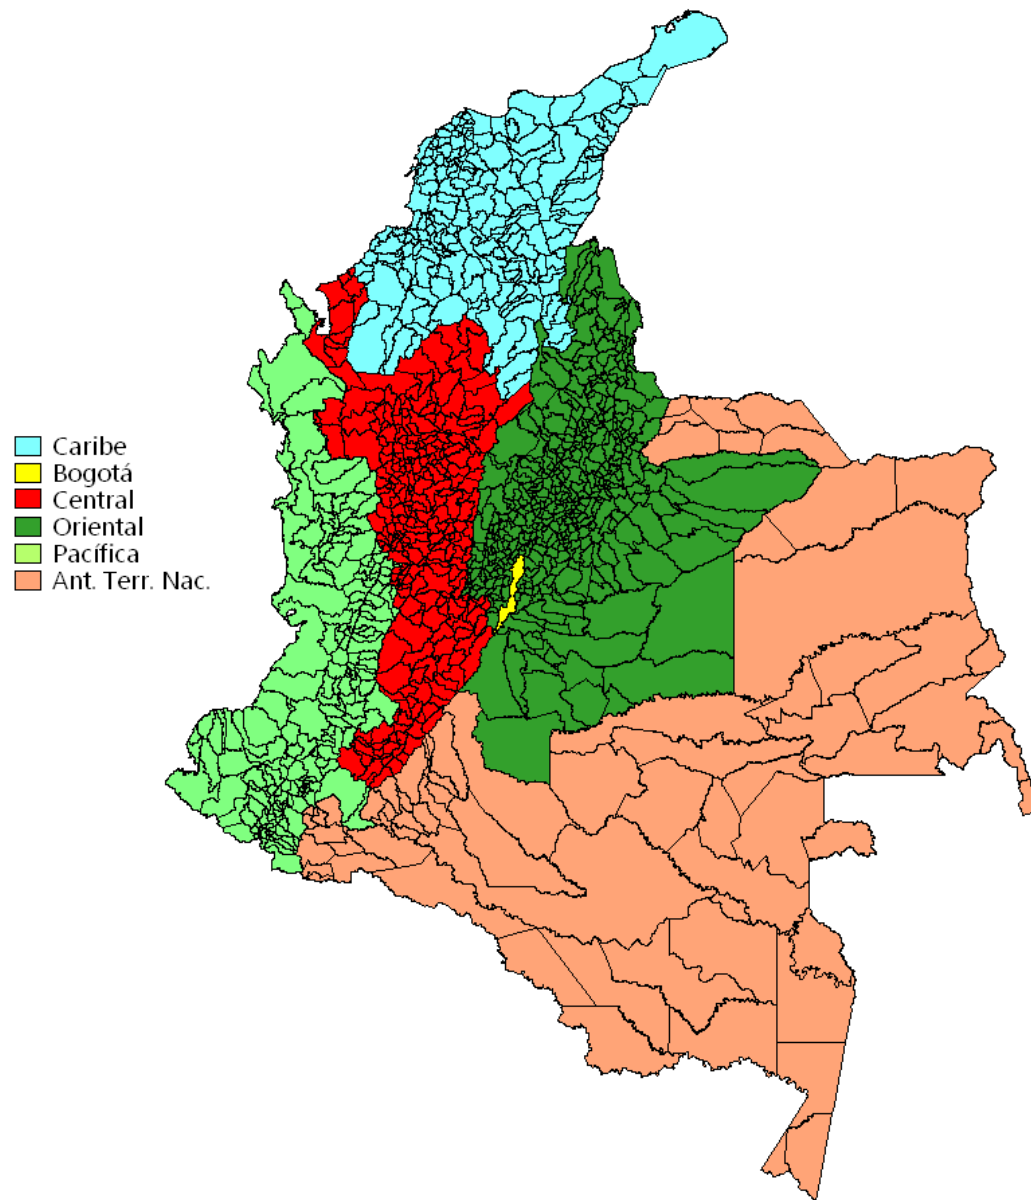 Caribe
Bogotá
Central
Oriental
Pacífica
Ant. Terr. Nac.